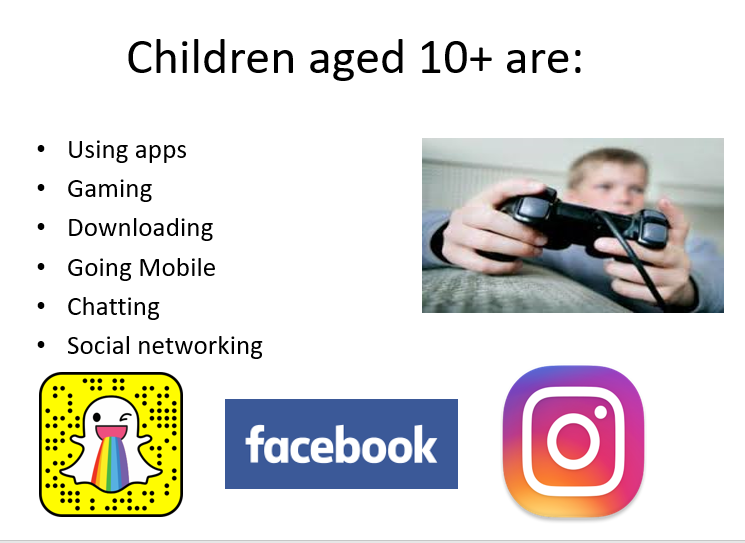 Children aged 10+ are:
• Using apps
• Gaming
• Downloading
• Going Mobile
• Chatting
• Social networking
facebook